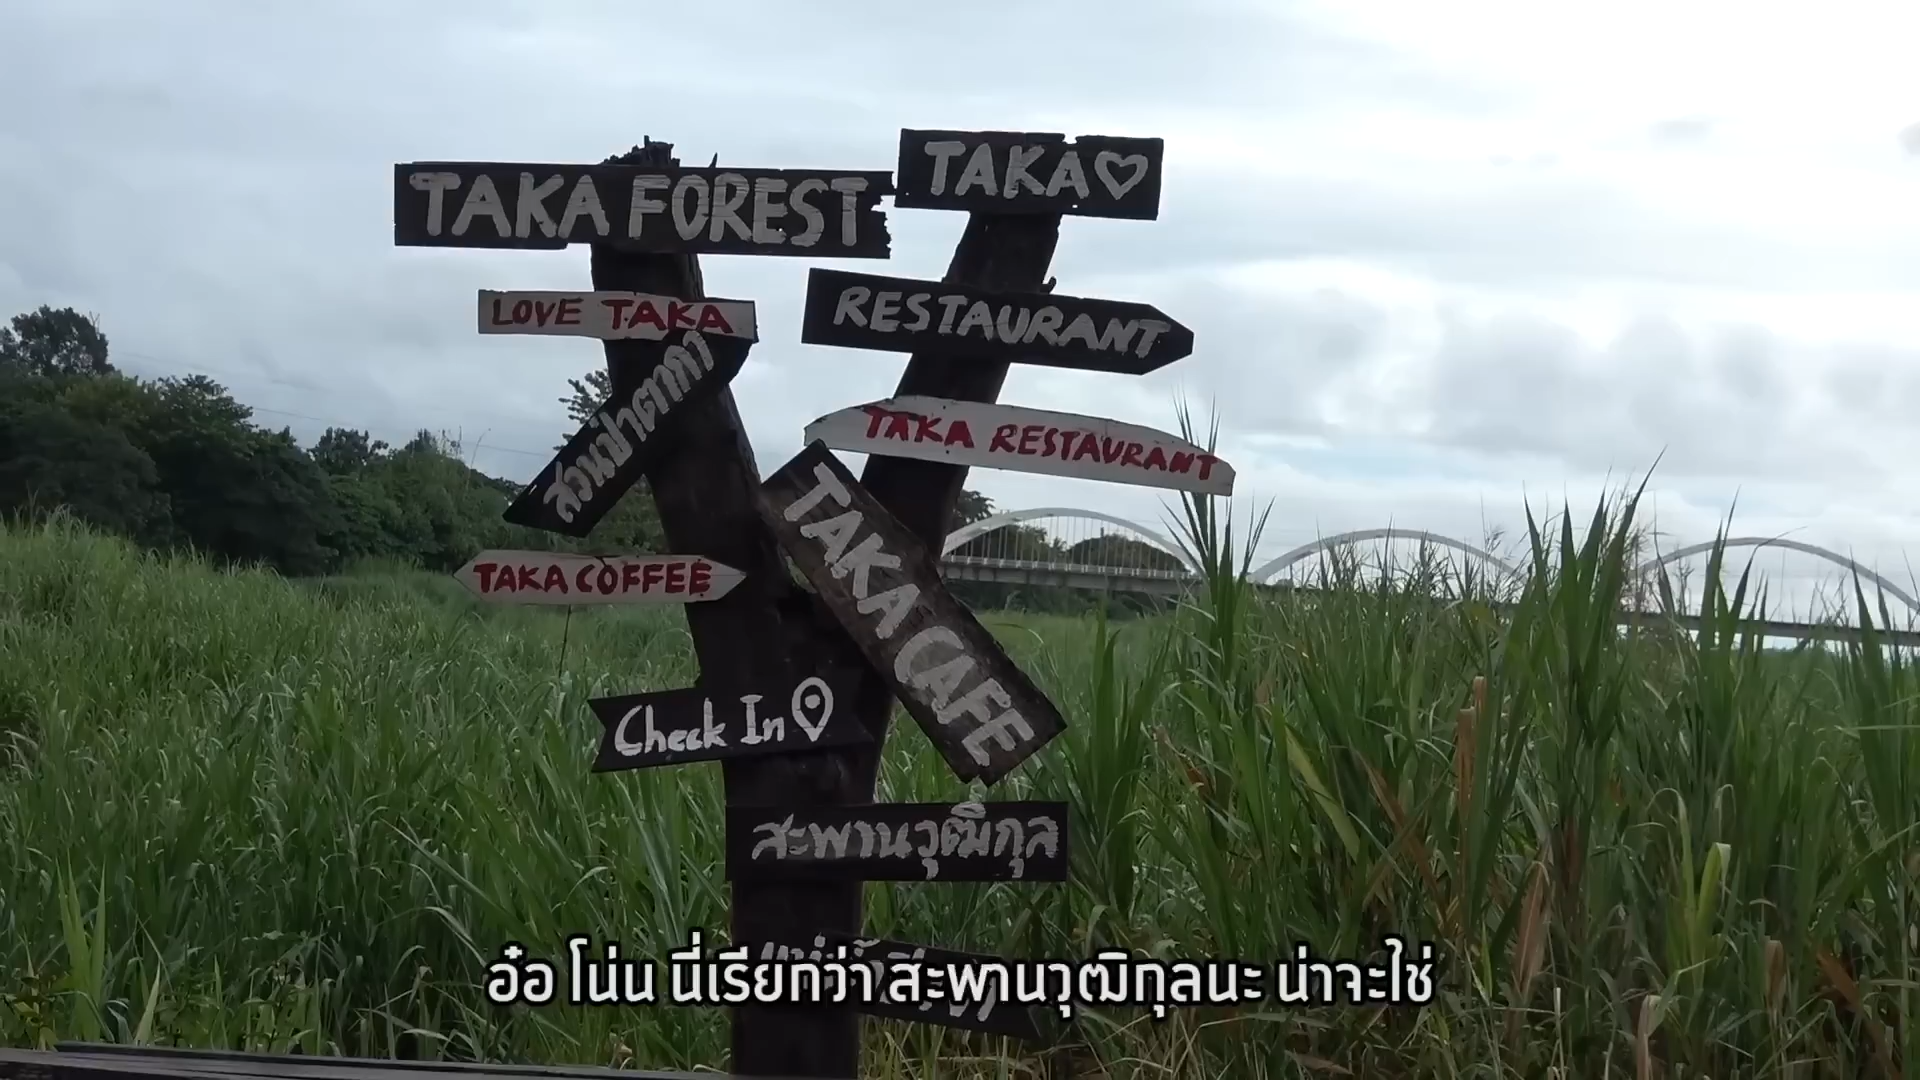 TAKA FOREST
TAKA♡
LOVE TAKA
RESTAURANT
สวนป่าตากา
TAKA RESTAURANT
TAKA COFFEE
TAKA CAFE
Check In
สะพานวุฒิกุล
อ๋อ โน่น นี่เรียกว่า สะพานวุฒิกุลนะ น่าจะใช่